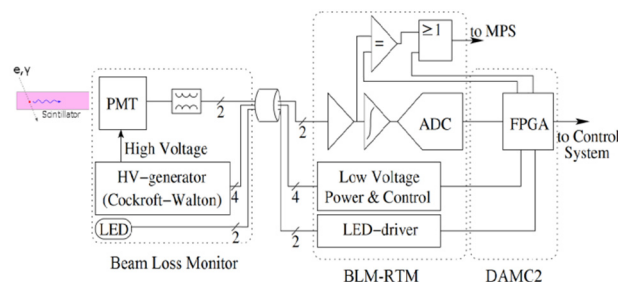 e,γ
Sontillator
PMT
2
High Voltage
HV-generator
(Cockroft-Walton)
4
LED
2
Beam Loss Monitor
2
=
≥1
to MPS
ADC
FPGA
to Control
System
4
Low Voltage
Power & Control
2
LED-driver
BLM-RTM
DAMC2